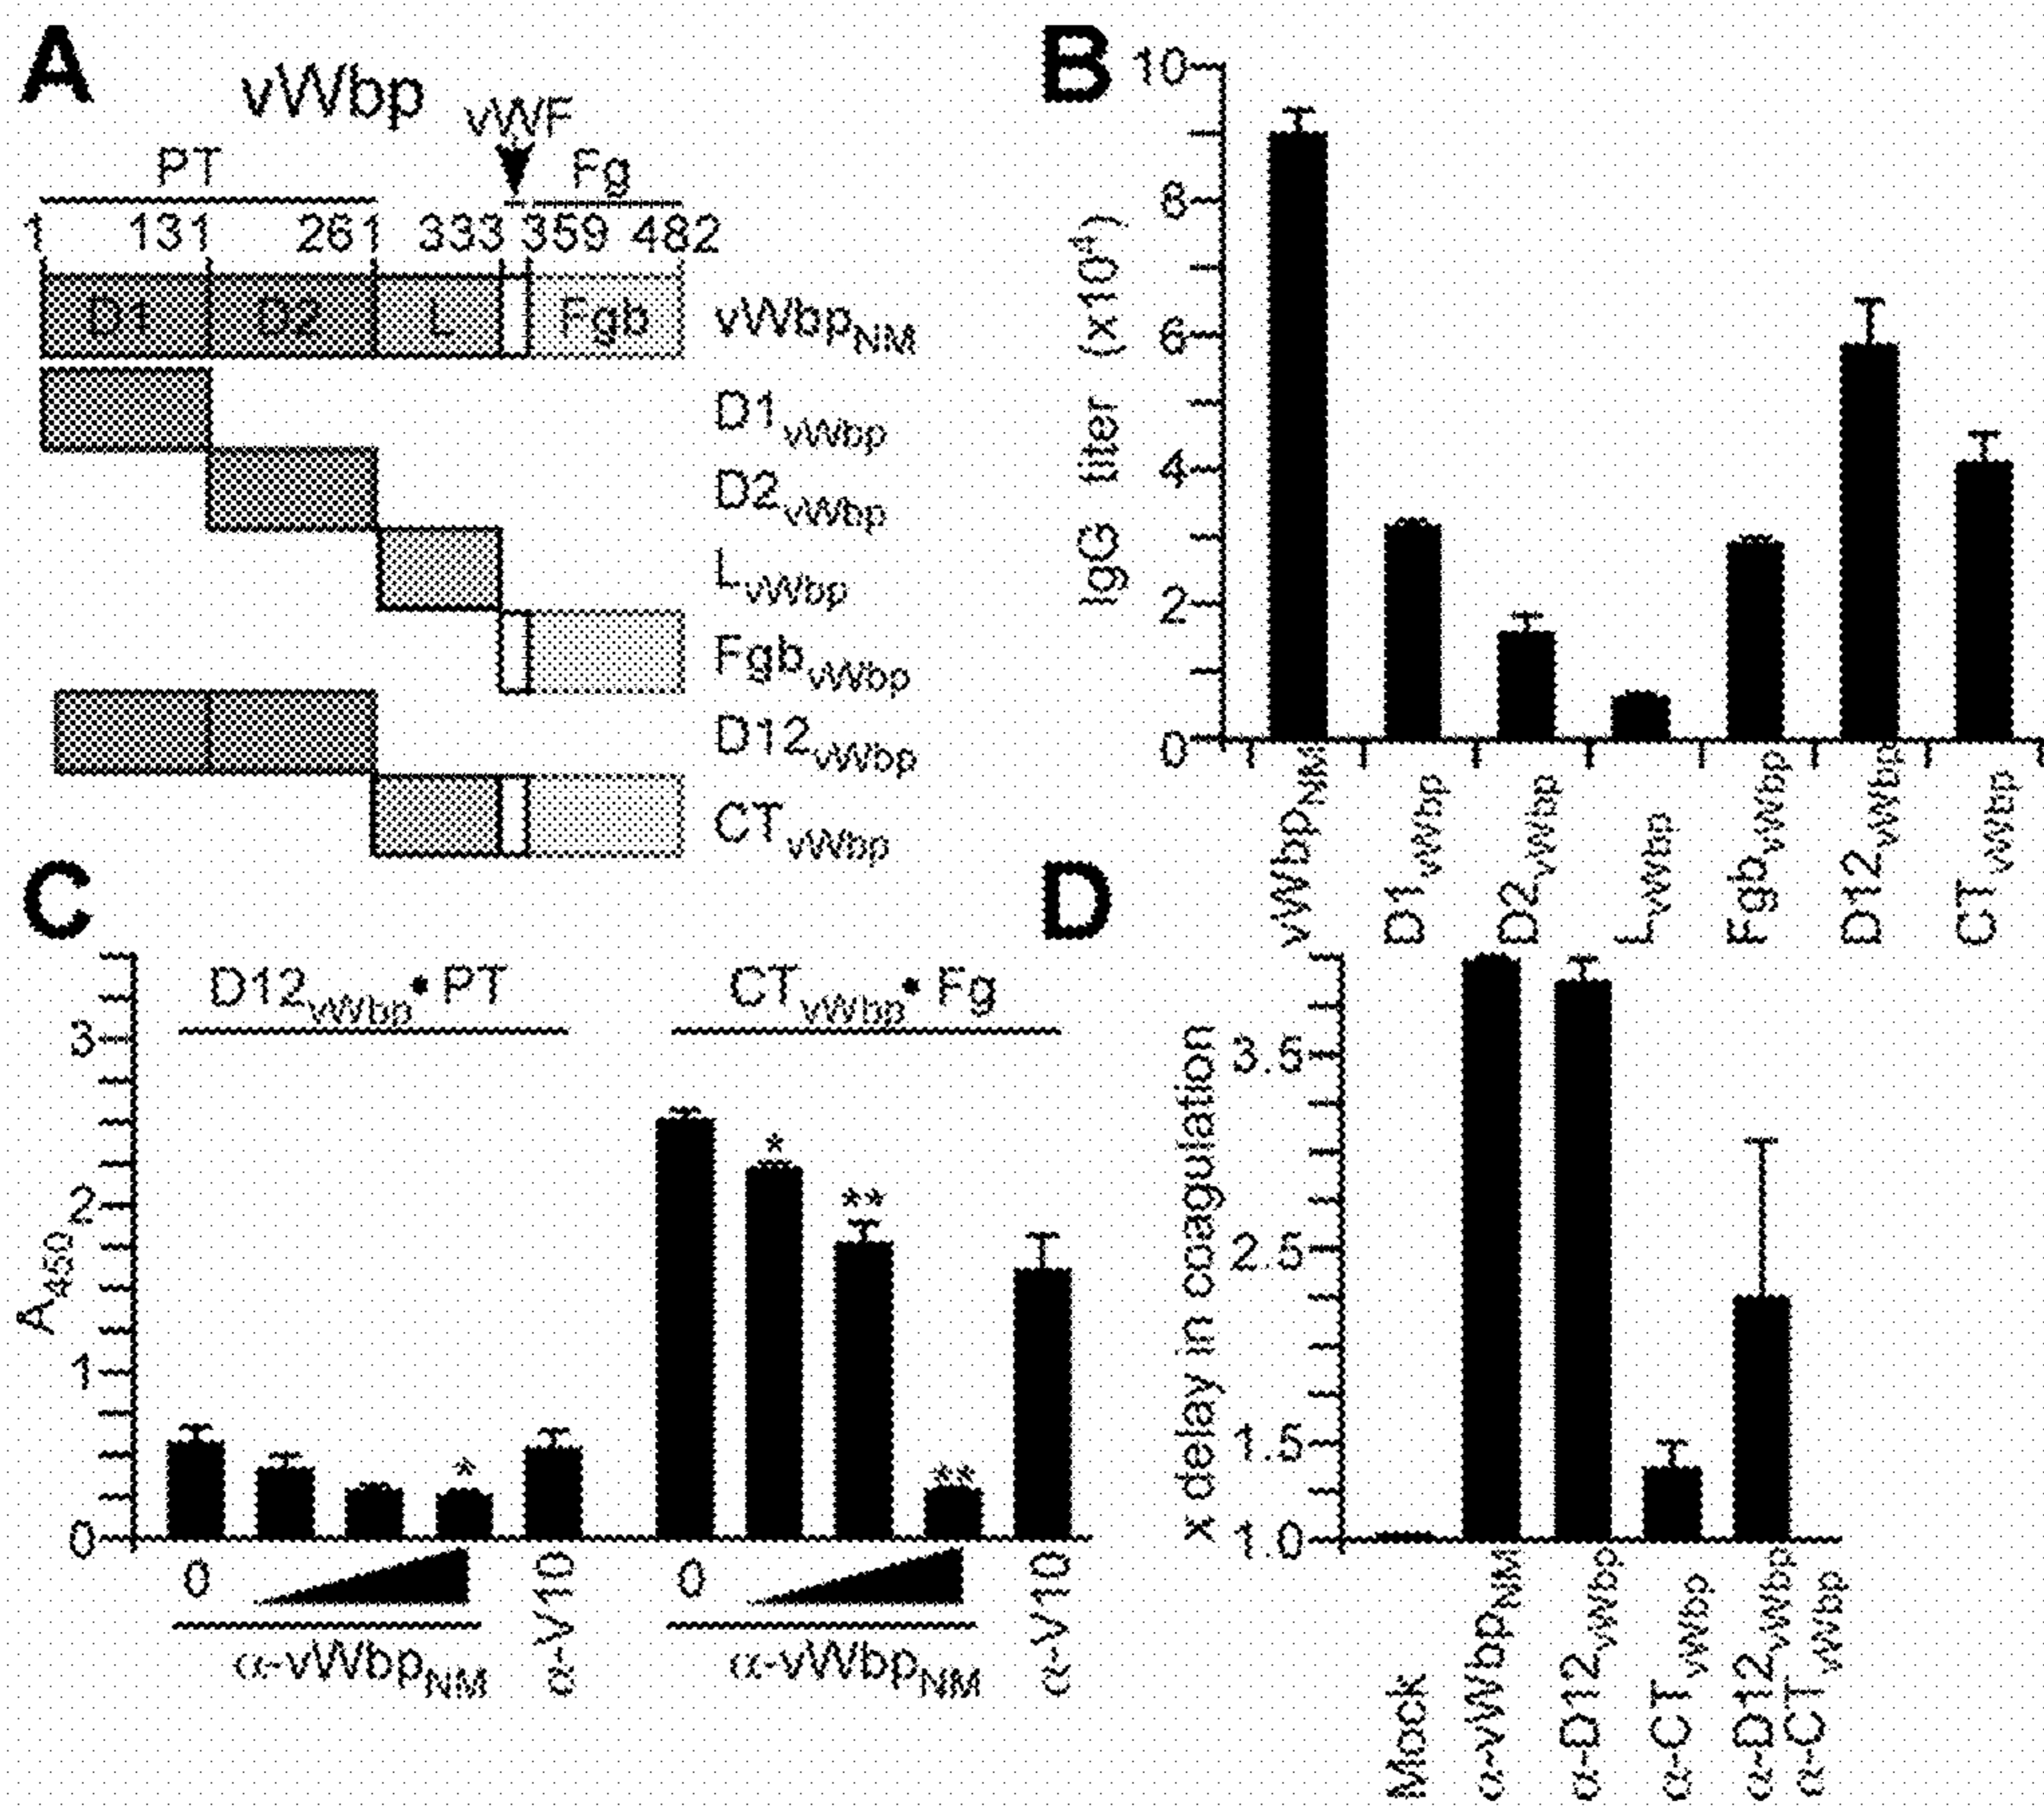 A
vWbp
vWF
PT
Fg
1 131 261 333 359 482
D1 D2 L Fgb vWbpNM
D1vWbp
D2vWbp
LvWbp
FgbvWbp
D12vWbp
CTvWbp
B
IgG titer (x10⁴)
10
8
6
4
2
0
vWbpNM
D1vWbp
D2vWbp
LvWbp
FgbvWbp
D12vWbp
CTvWbp
C
D12vWbp • PT
CTvWbp • Fg
A450
3
2
1
0
*
*
**
**
0
α-vWbpNM
α-V10
0
α-vWbpNM
α-V10
D
x delay in coagulation
3.5
2.5
1.5
1.0
Mock
α-vWbpNM
α-D12vWbp
α-CTvWbp
α-D12vWbp
α-CTvWbp